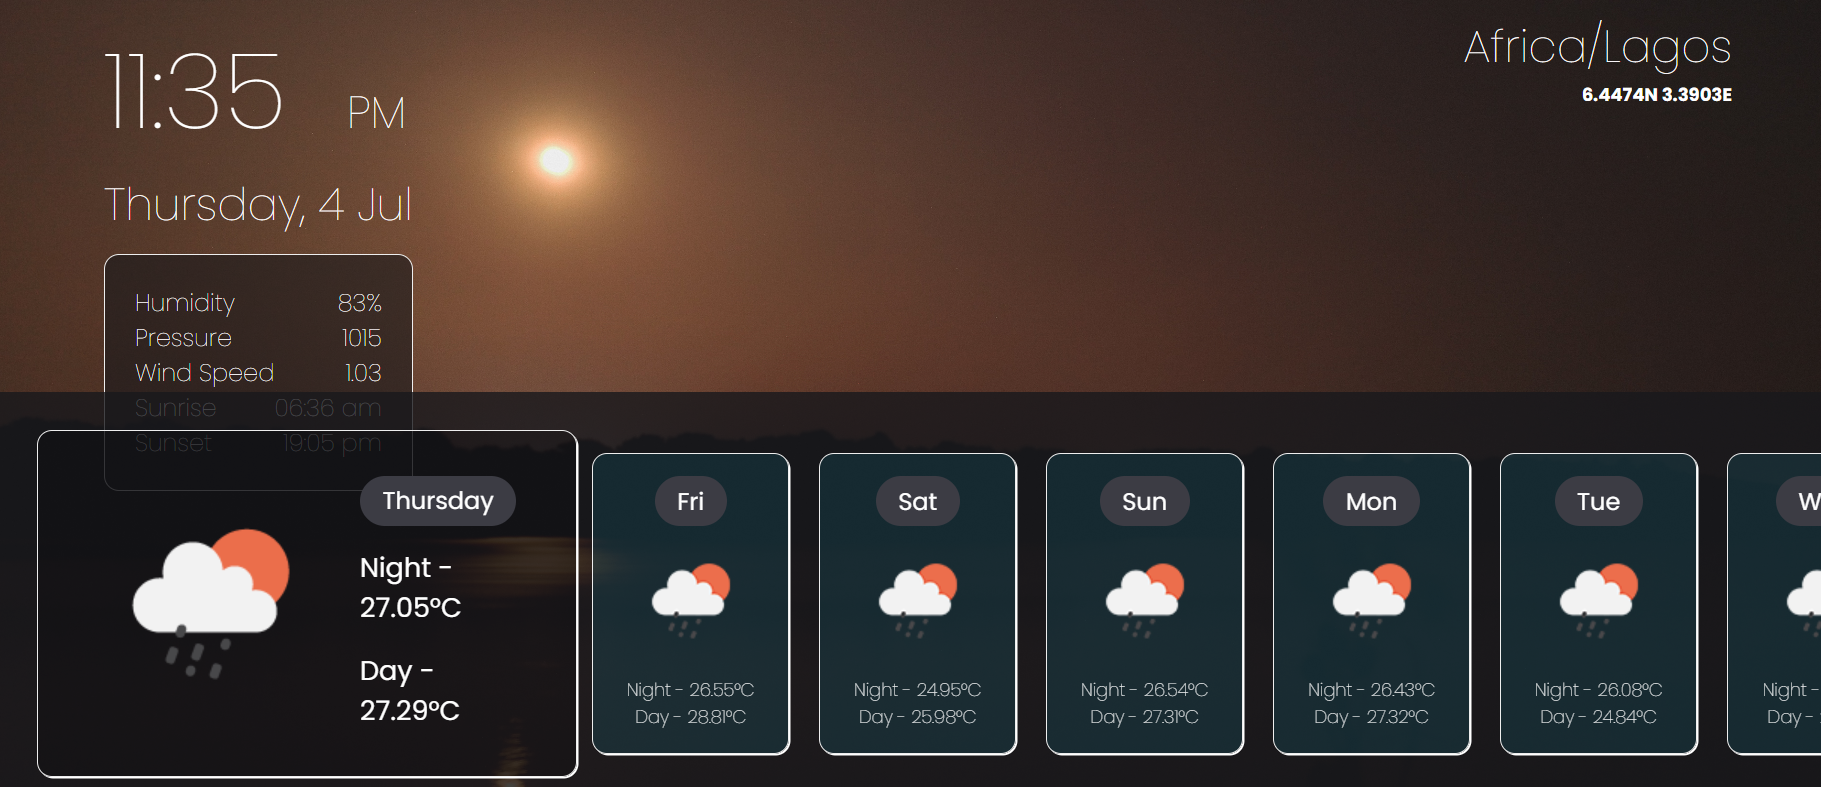 11:35 PM
Africa/Lagos
6.4474N 3.3903E
Thursday, 4 Jul
Humidity 83%
Pressure 1015
Wind Speed 1.03
Sunrise 06:36 am
Sunset 19:05 pm
Thursday
Night -
27.05°C
Day -
27.29°C
Fri
Night - 26.55°C
Day - 28.81°C
Sat
Night - 24.95°C
Day - 25.98°C
Sun
Night - 26.54°C
Day - 27.31°C
Mon
Night - 26.43°C
Day - 27.32°C
Tue
Night - 26.08°C
Day - 24.84°C
W
Night -
Day -